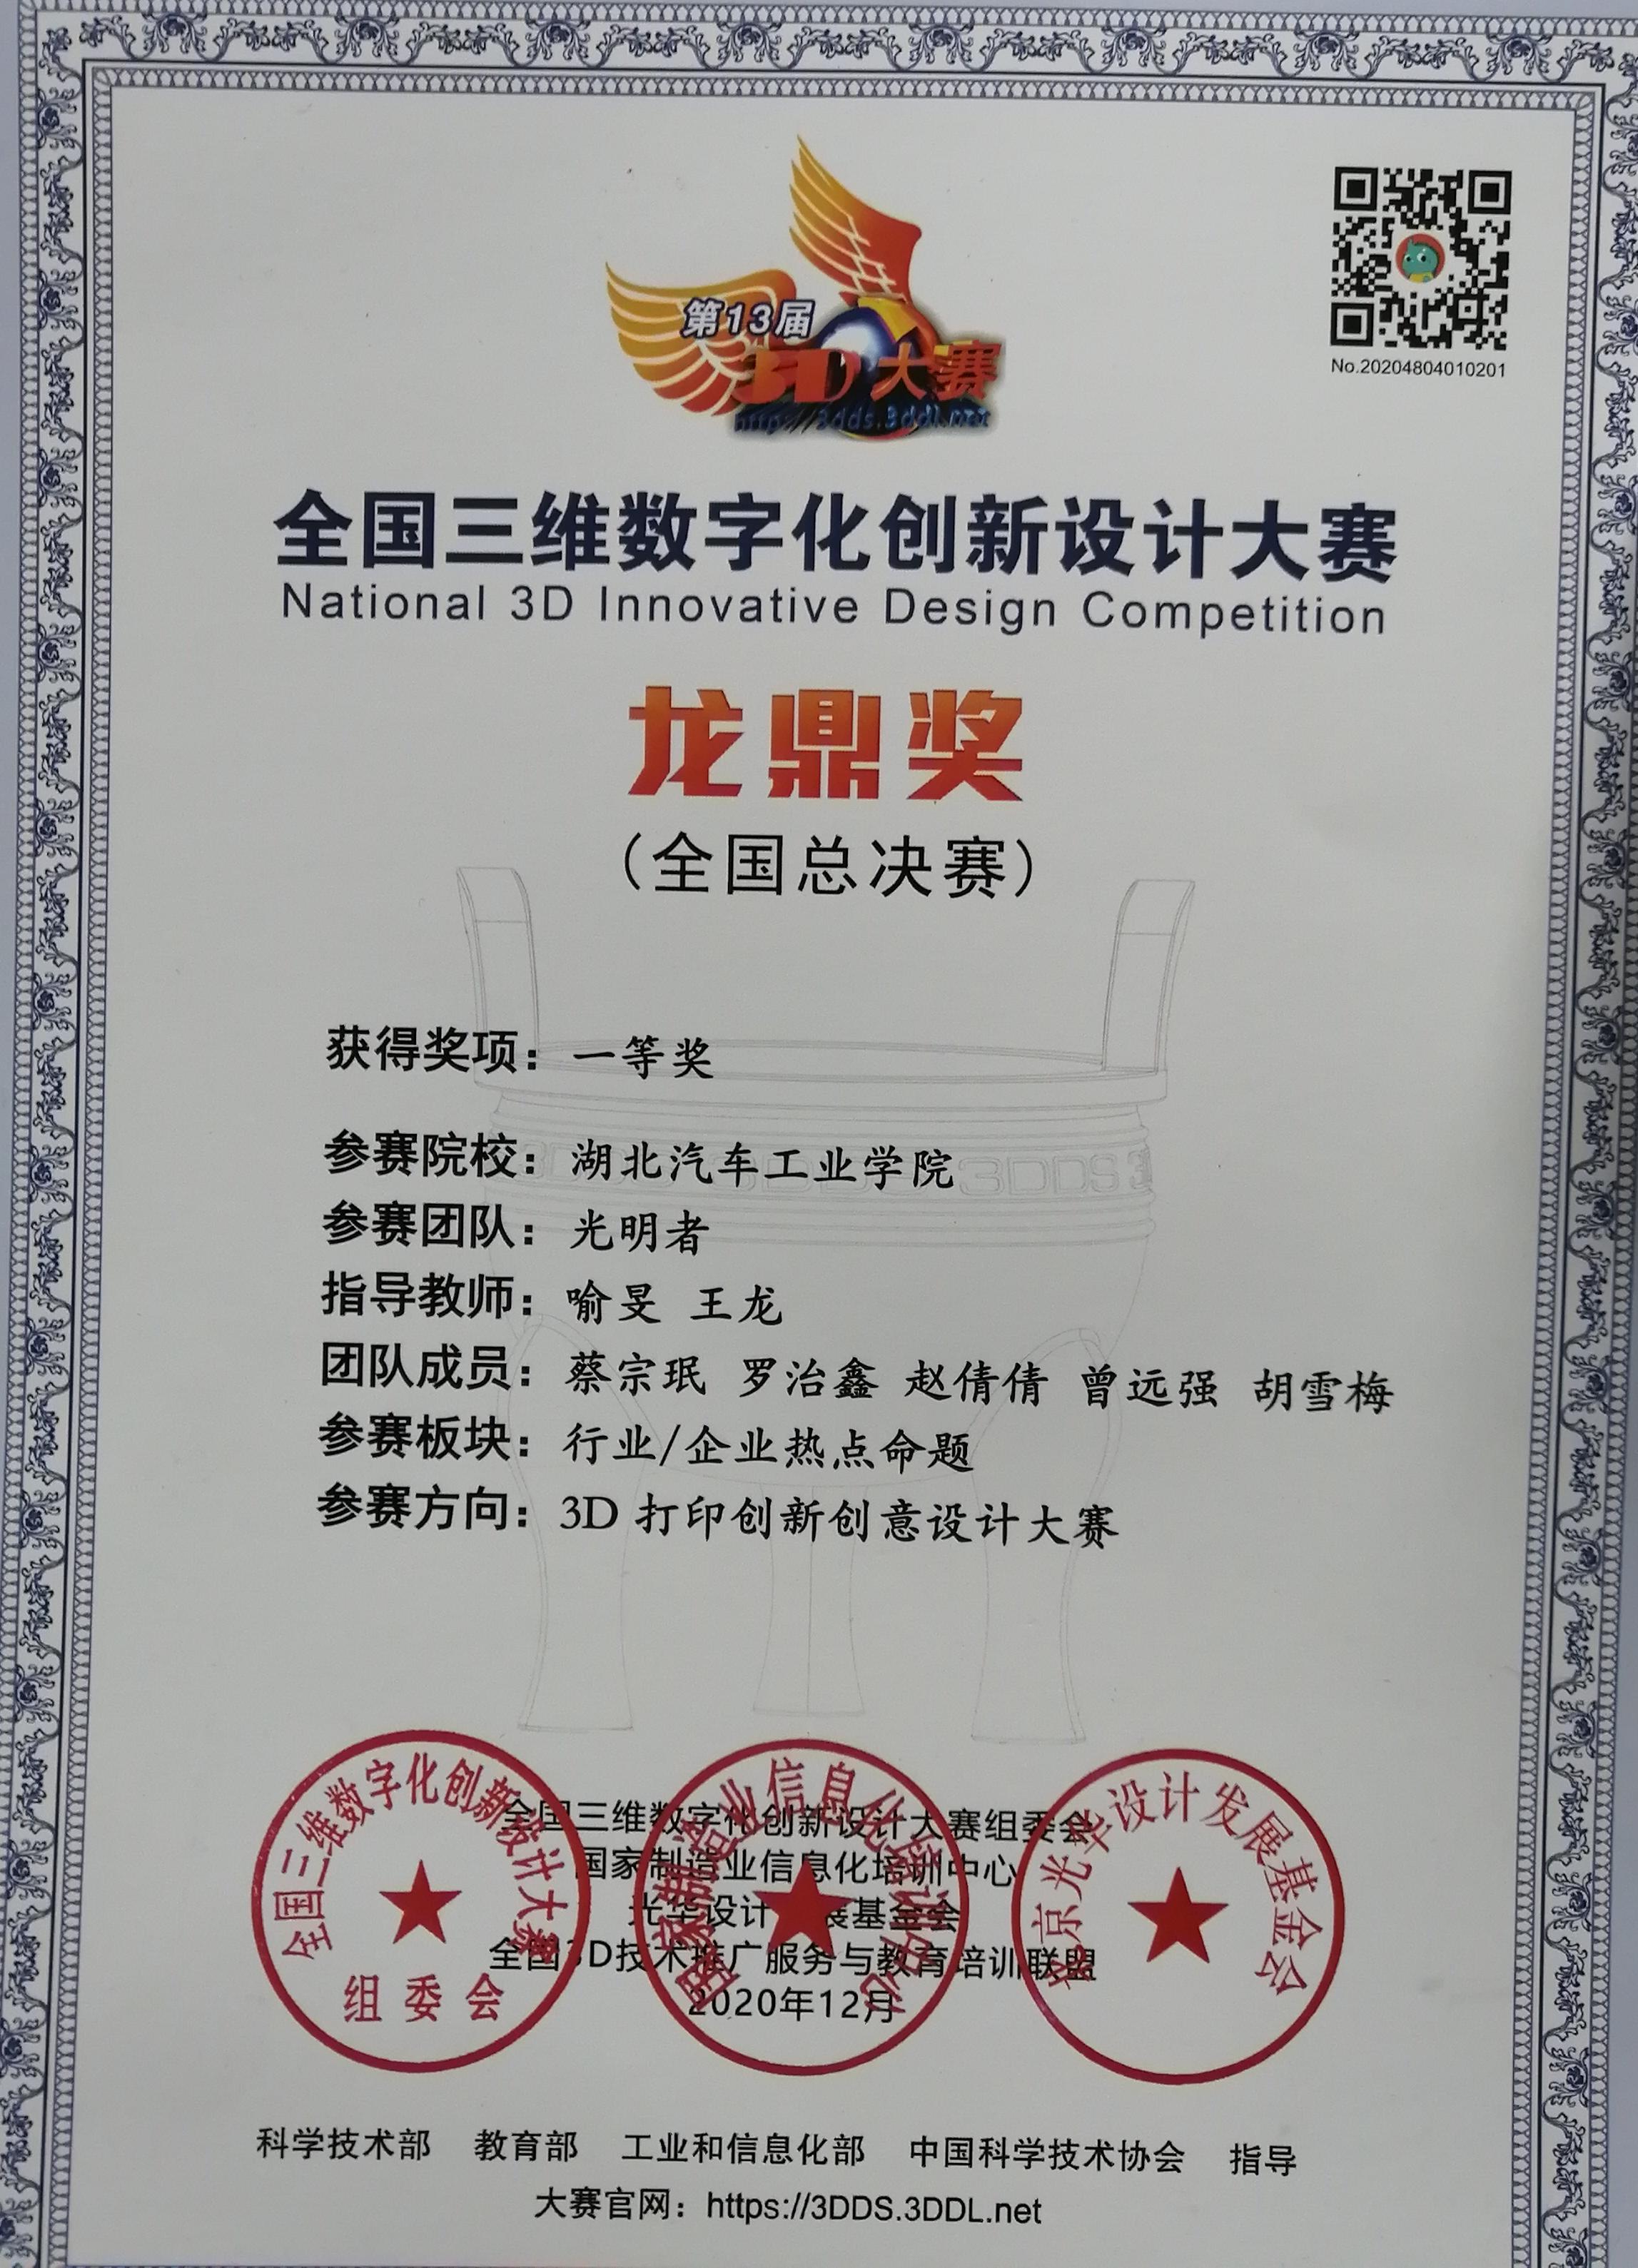 第13届
3D大赛
http://3dds.3ddl.net
No.20204804010201
全国三维数字化创新设计大赛
National 3D Innovative Design Competition
龙鼎奖
（全国总决赛）
获得奖项：一等奖
参赛院校：湖北汽车工业学院
3DDS
参赛团队：光明者
指导教师：喻旻 王龙
团队成员：蔡宗珉 罗治鑫 赵倩倩 曾远强 胡雪梅
参赛板块：行业/企业热点命题
参赛方向：3D 打印创新创意设计大赛
全国三维数字化创新设计大赛
组委会
国家制造业信息化培训中心
北京光华设计发展基金会
全国三维数字化创新设计大赛组委会
国家制造业信息化培训中心
光华设计发展基金会
全国3D技术推广服务与教育培训联盟
2020年12月
科学技术部 教育部 工业和信息化部 中国科学技术协会 指导
大赛官网：https://3DDS.3DDL.net